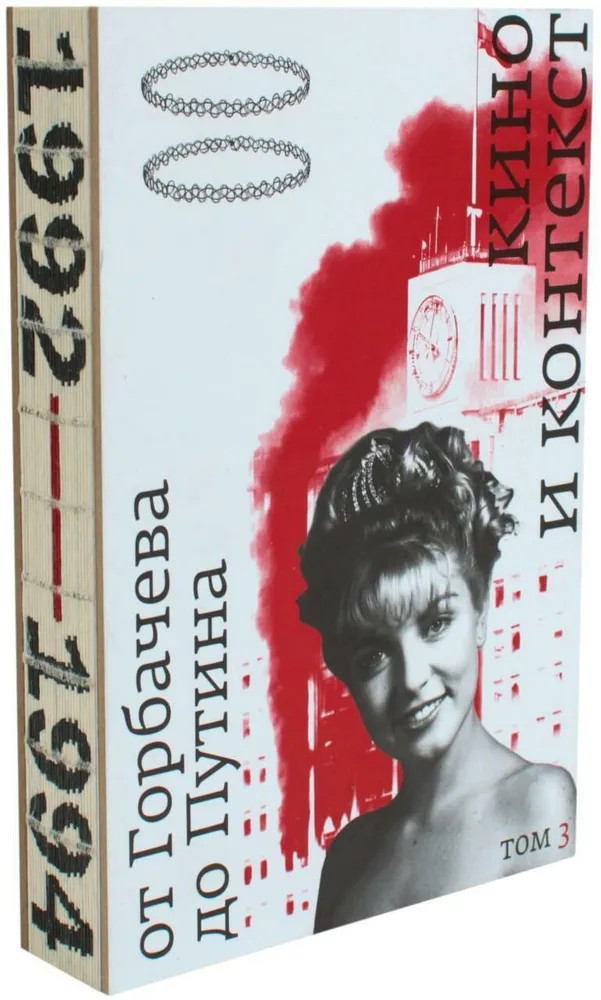 1992—1994
кино
и контекст
от Горбачева
до Путина
том 3